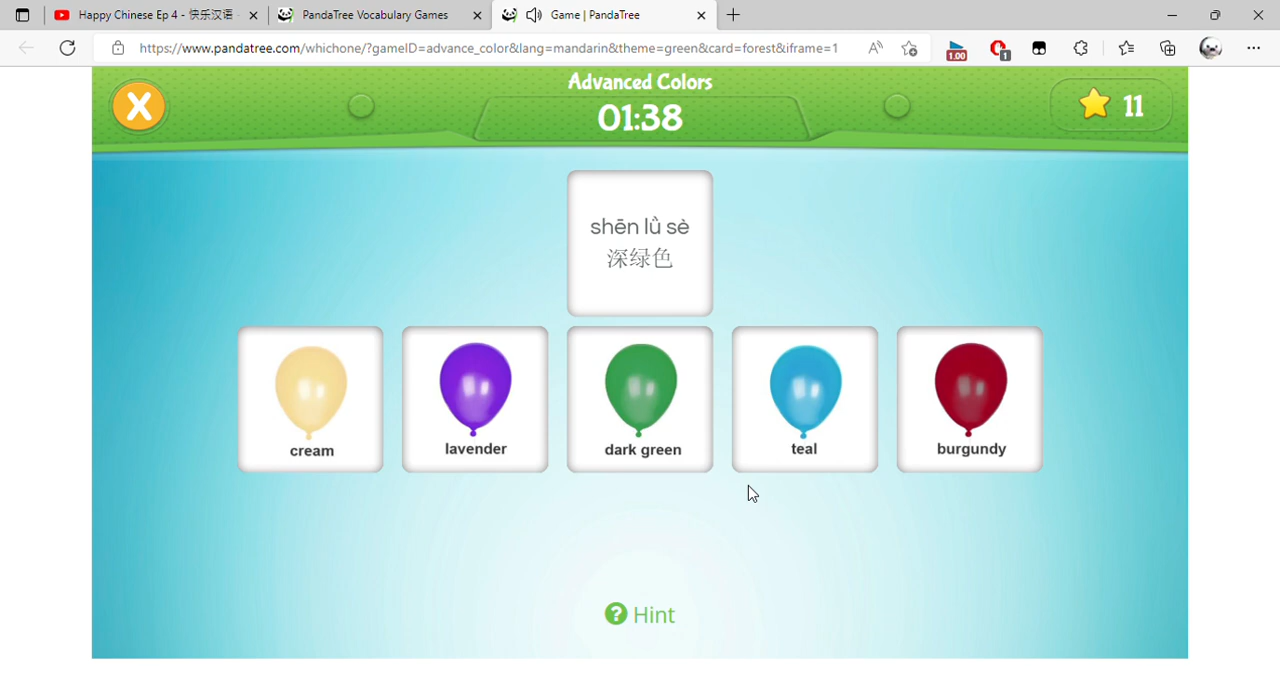 Happy Chinese Ep 4 - 快乐汉语
PandaTree Vocabulary Games
Game | PandaTree
https://www.pandatree.com/whichone/?gameID=advance_color&lang=mandarin&theme=green&card=forest&iframe=1
1.00
1
Advanced Colors
01:38
11
shēn lǜ sè
深绿色
cream
lavender
dark green
teal
burgundy
? Hint